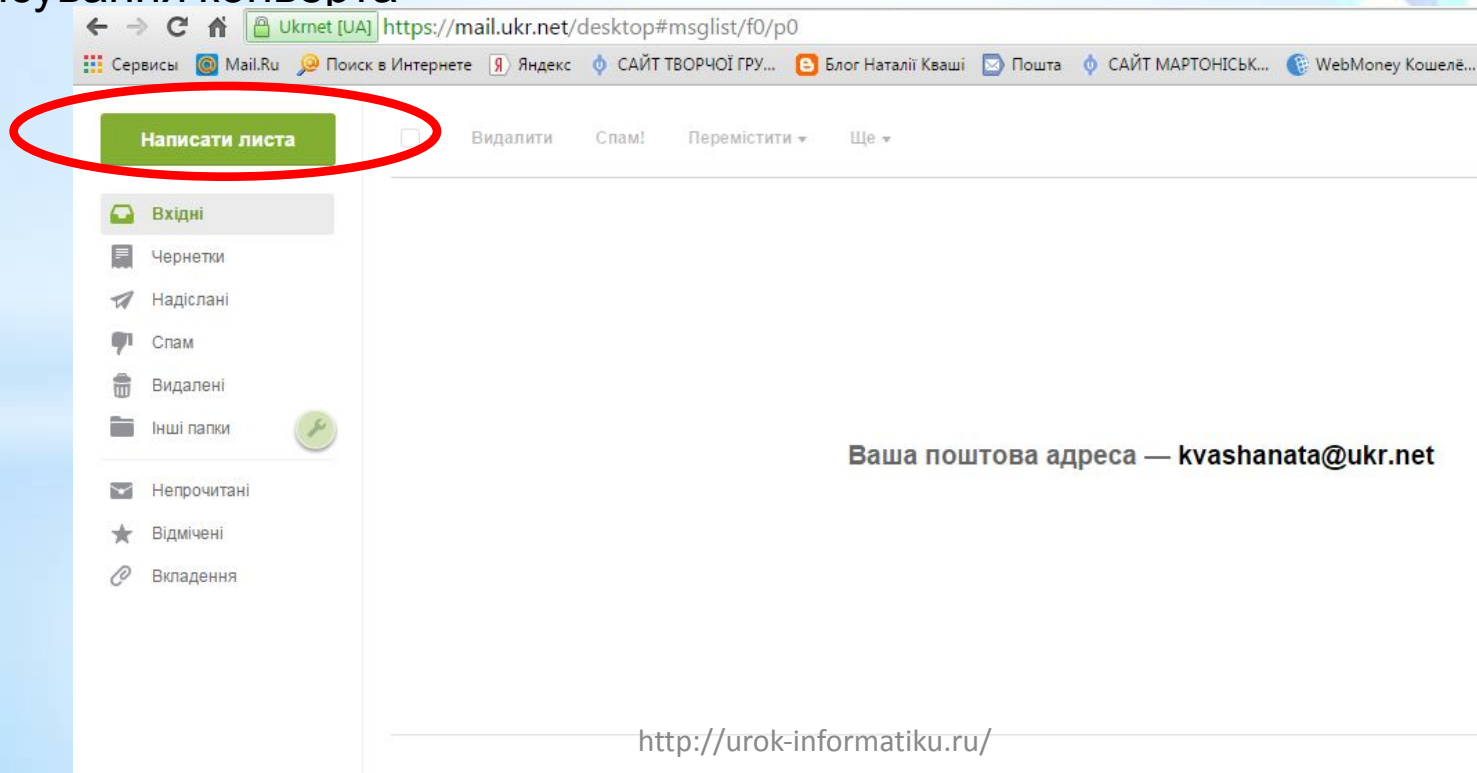 конверта
Ukrnet [UA] https://mail.ukr.net/desktop#msglist/f0/p0
Сервисы Mail.Ru Поиск в Интернете Яндекс САЙТ ТВОРЧОЇ ГРУ... Блог Наталії Кваші Пошта САЙТ МАРТОНІСЬК... WebMoney Кошелё...
Написати листа Видалити Спам! Перемістити Ще
Вхідні
Чернетки
Надіслані
Спам
Видалені
Інші папки
Ваша поштова адреса — kvashanata@ukr.net
Непрочитані
Відмічені
Вкладення
http://urok-informatiku.ru/